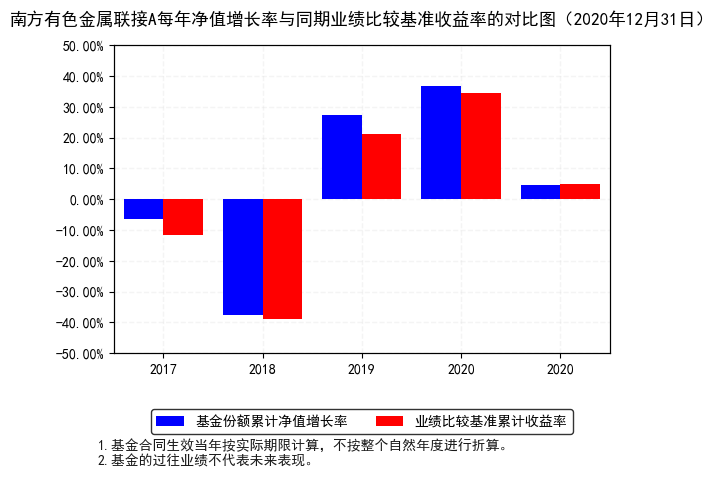 南方有色金属联接A每年净值增长率与同期业绩比较基准收益率的对比图（2020年12月31日）
50.00%
40.00%
30.00%
20.00%
10.00%
0.00%
-10.00%
-20.00%
-30.00%
-40.00%
-50.00%
2017 2018 2019 2020 2020
基金份额累计净值增长率 业绩比较基准累计收益率
1.基金合同生效当年按实际期限计算，不按整个自然年度进行折算。
2.基金的过往业绩不代表未来表现。